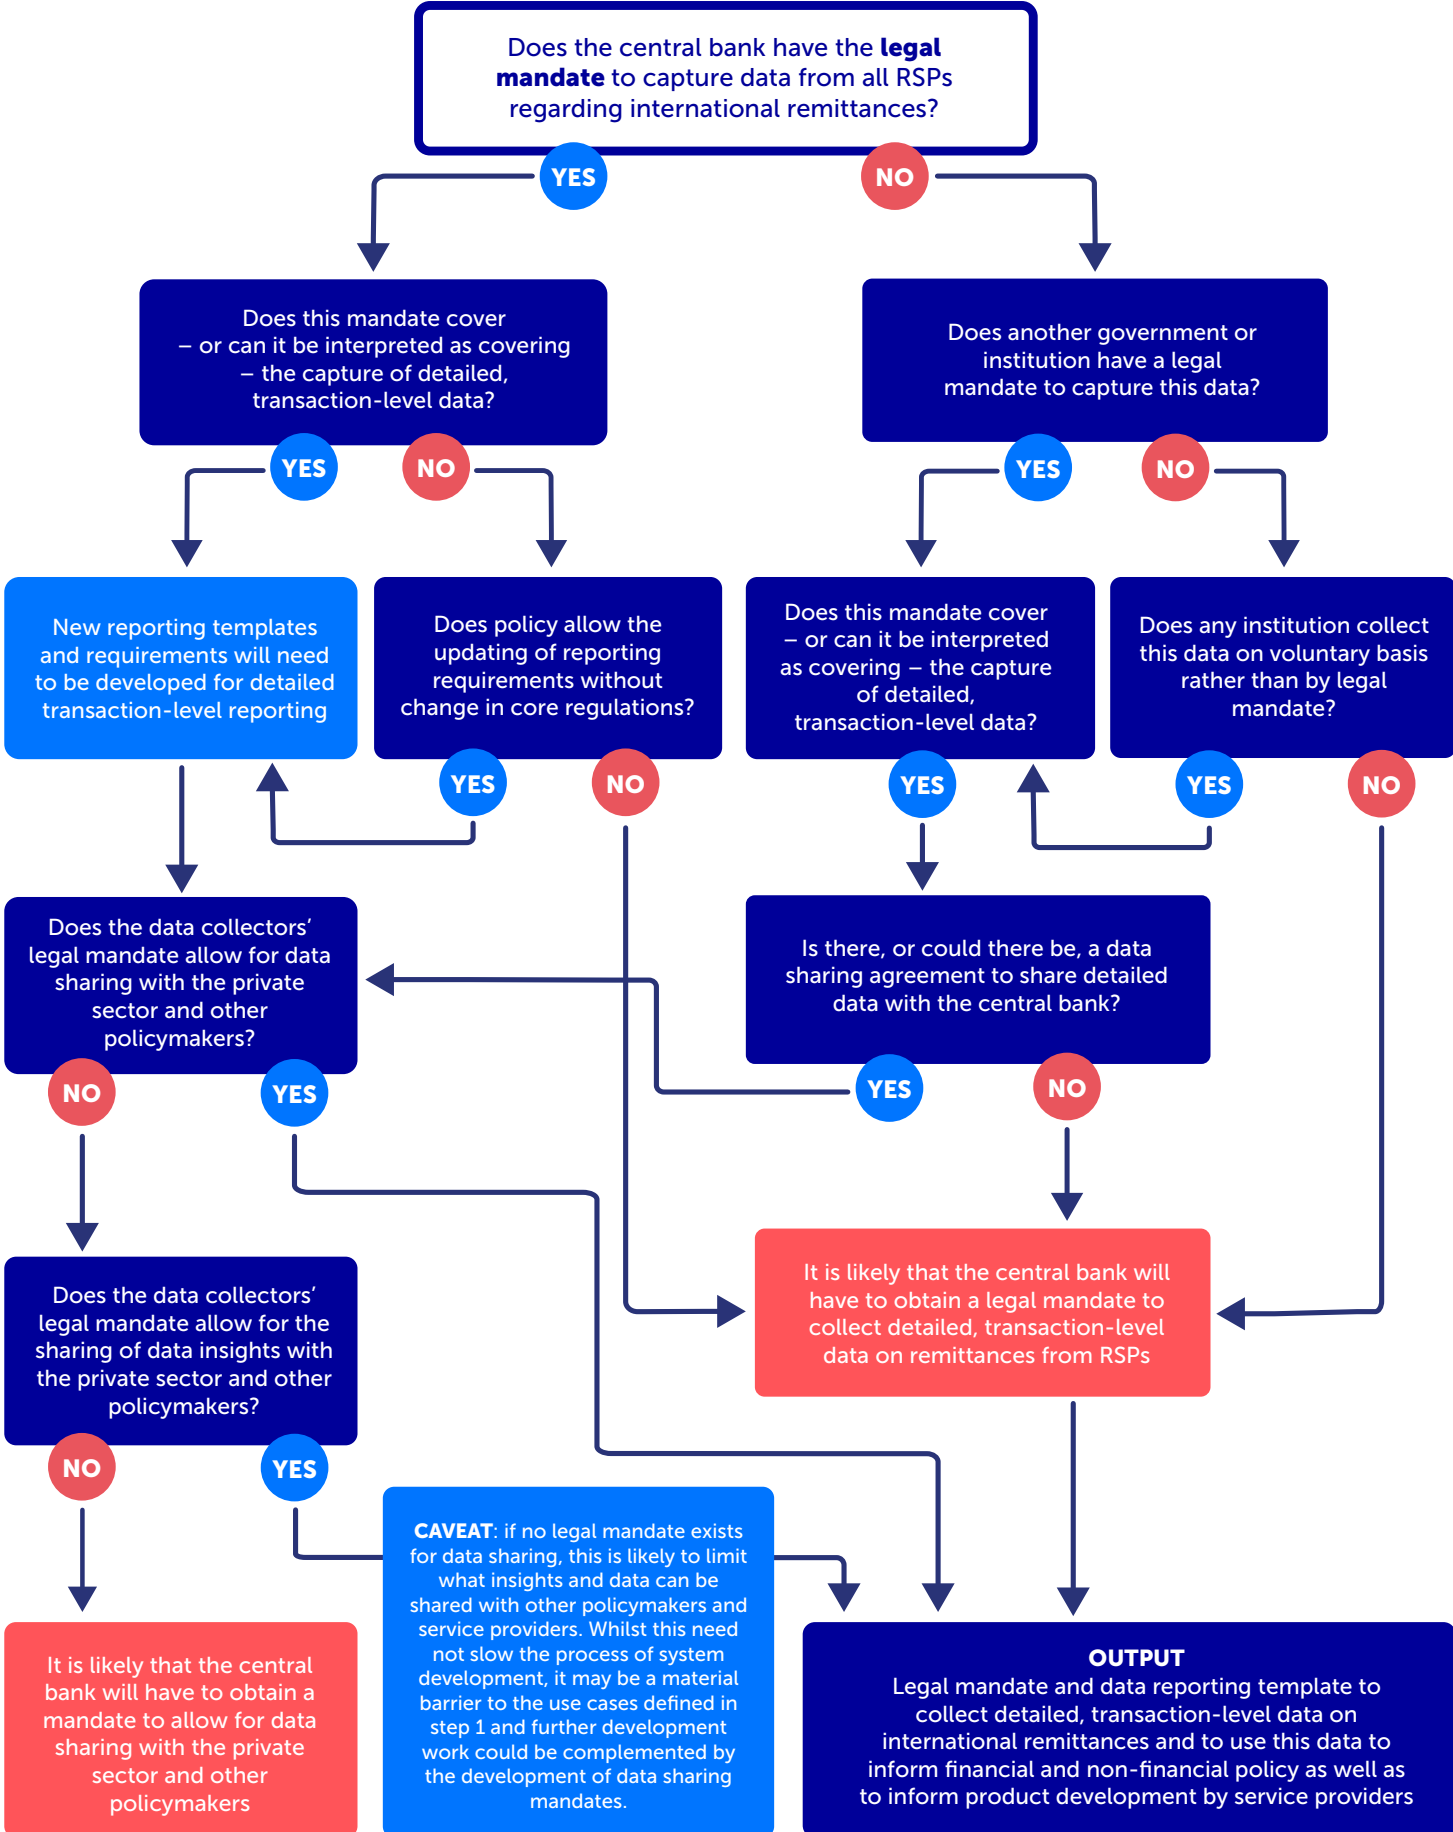 Does the central bank have the legal
mandate to capture data from all RSPs
regarding international remittances?
YES
NO
Does this mandate cover
– or can it be interpreted as covering
– the capture of detailed,
transaction-level data?
YES
NO
Does another government or
institution have a legal
mandate to capture this data?
YES
NO
New reporting templates
and requirements will need
to be developed for detailed
transaction-level reporting
Does policy allow the
updating of reporting
requirements without
change in core regulations?
YES
NO
Does this mandate cover
– or can it be interpreted
as covering – the capture
of detailed,
transaction-level data?
YES
Does any institution collect
this data on voluntary basis
rather than by legal
mandate?
YES
NO
Does the data collectors’
legal mandate allow for data
sharing with the private
sector and other
policymakers?
NO
YES
Is there, or could there be, a data
sharing agreement to share detailed
data with the central bank?
YES
NO
Does the data collectors’
legal mandate allow for the
sharing of data insights with
the private sector and other
policymakers?
NO
YES
It is likely that the central bank will
have to obtain a legal mandate to
collect detailed, transaction-level
data on remittances from RSPs
It is likely that the central
bank will have to obtain a
mandate to allow for data
sharing with the private
sector and other
policymakers
CAVEAT: if no legal mandate exists
for data sharing, this is likely to limit
what insights and data can be
shared with other policymakers and
service providers. Whilst this need
not slow the process of system
development, it may be a material
barrier to the use cases defined in
step 1 and further development
work could be complemented by
the development of data sharing
mandates.
OUTPUT
Legal mandate and data reporting template to
collect detailed, transaction-level data on
international remittances and to use this data to
inform financial and non-financial policy as well as
to inform product development by service providers